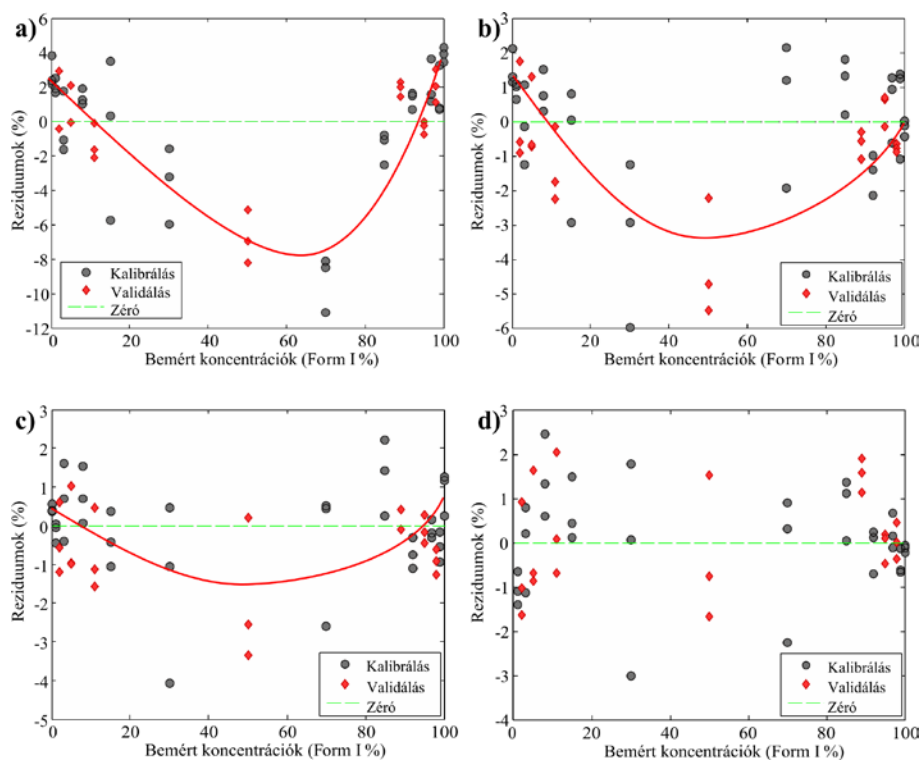 a)
Reziduumok (%)
6
4
2
0
-2
-4
-6
-8
-10
-12
Kalibrálás
Validálás
Zéró
0 20 40 60 80 100
Bemért koncentrációk (Form I %)
b)
Reziduumok (%)
3
2
1
0
-1
-2
-3
-4
-5
-6
Kalibrálás
Validálás
Zéró
0 20 40 60 80 100
Bemért koncentrációk (Form I %)
c)
Reziduumok (%)
3
2
1
0
-1
-2
-3
-4
-5
Kalibrálás
Validálás
Zéró
0 20 40 60 80 100
Bemért koncentrációk (Form I %)
d)
Reziduumok (%)
3
2
1
0
-1
-2
-3
-4
Kalibrálás
Validálás
Zéró
0 20 40 60 80 100
Bemért koncentrációk (Form I %)